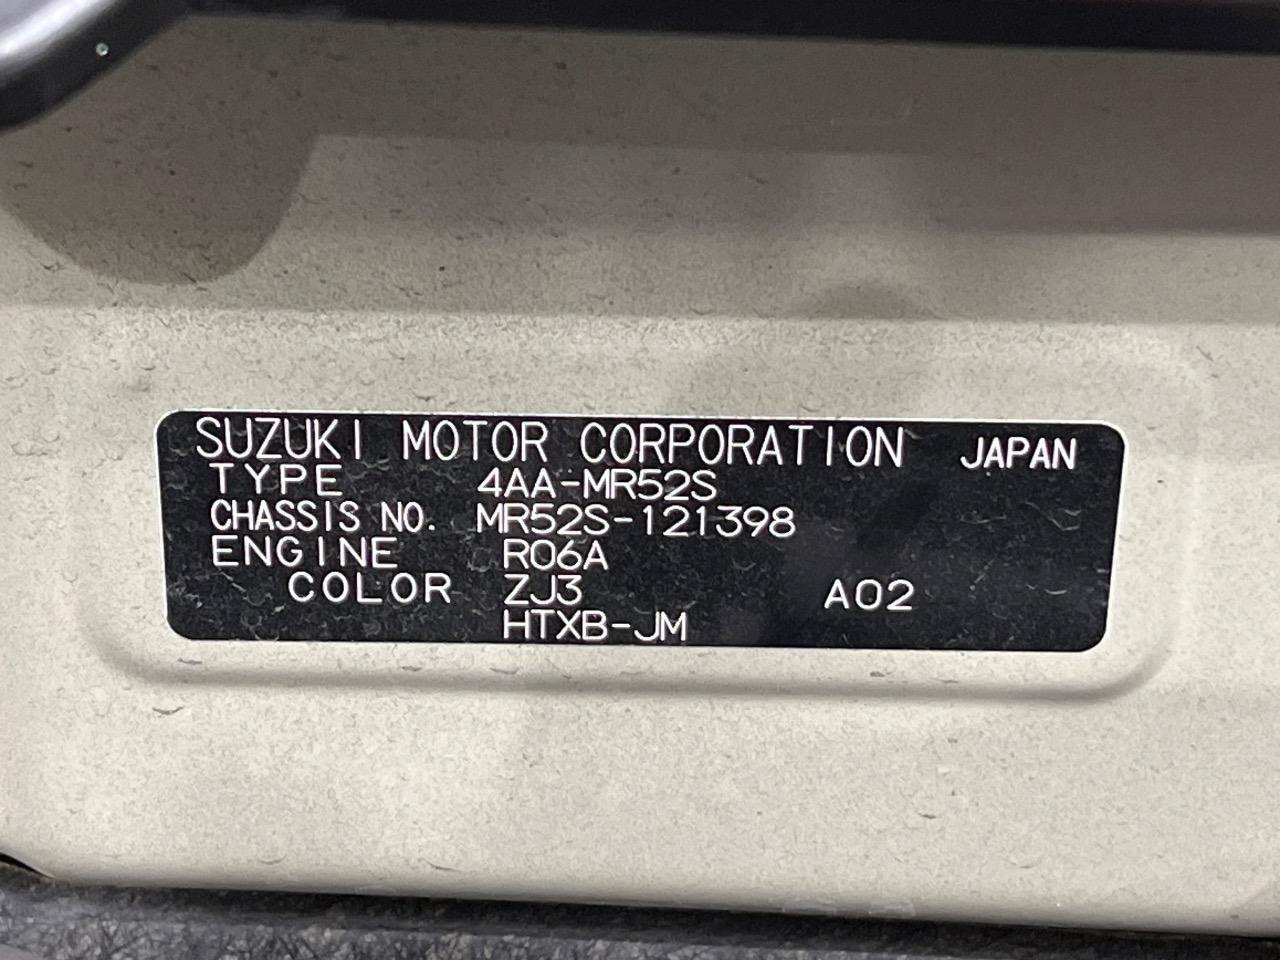 SUZUKI MOTOR CORPORATION JAPAN
TYPE 4AA-MR52S
CHASSIS NO. MR52S-121398
ENGINE R06A
COLOR ZJ3 A02
HTXB-JM